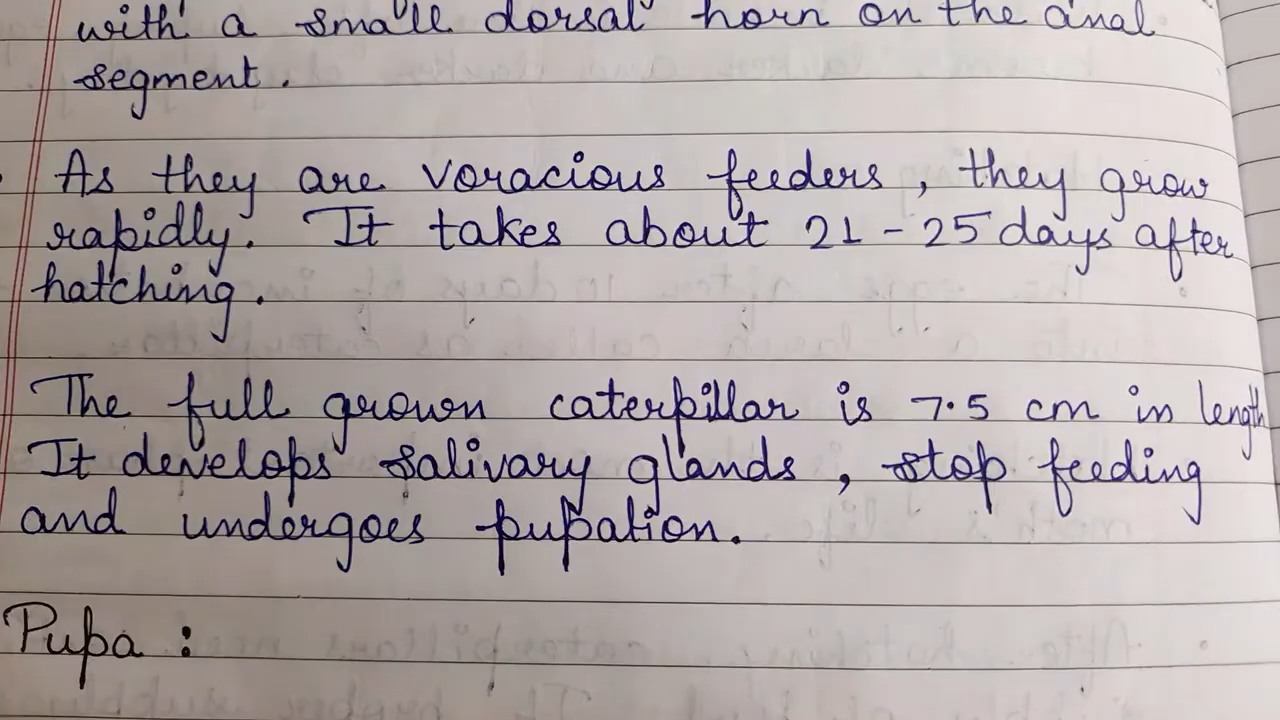 with a small dorsal horn on the anal
segment.
As they are voracious feeders, they grow
rapidly. It takes about 21-25 days after
hatching.
The full grown caterpillar is 7.5 cm in length
It develops salivary glands, stop feeding
and undergoes pupation.
Pupa :